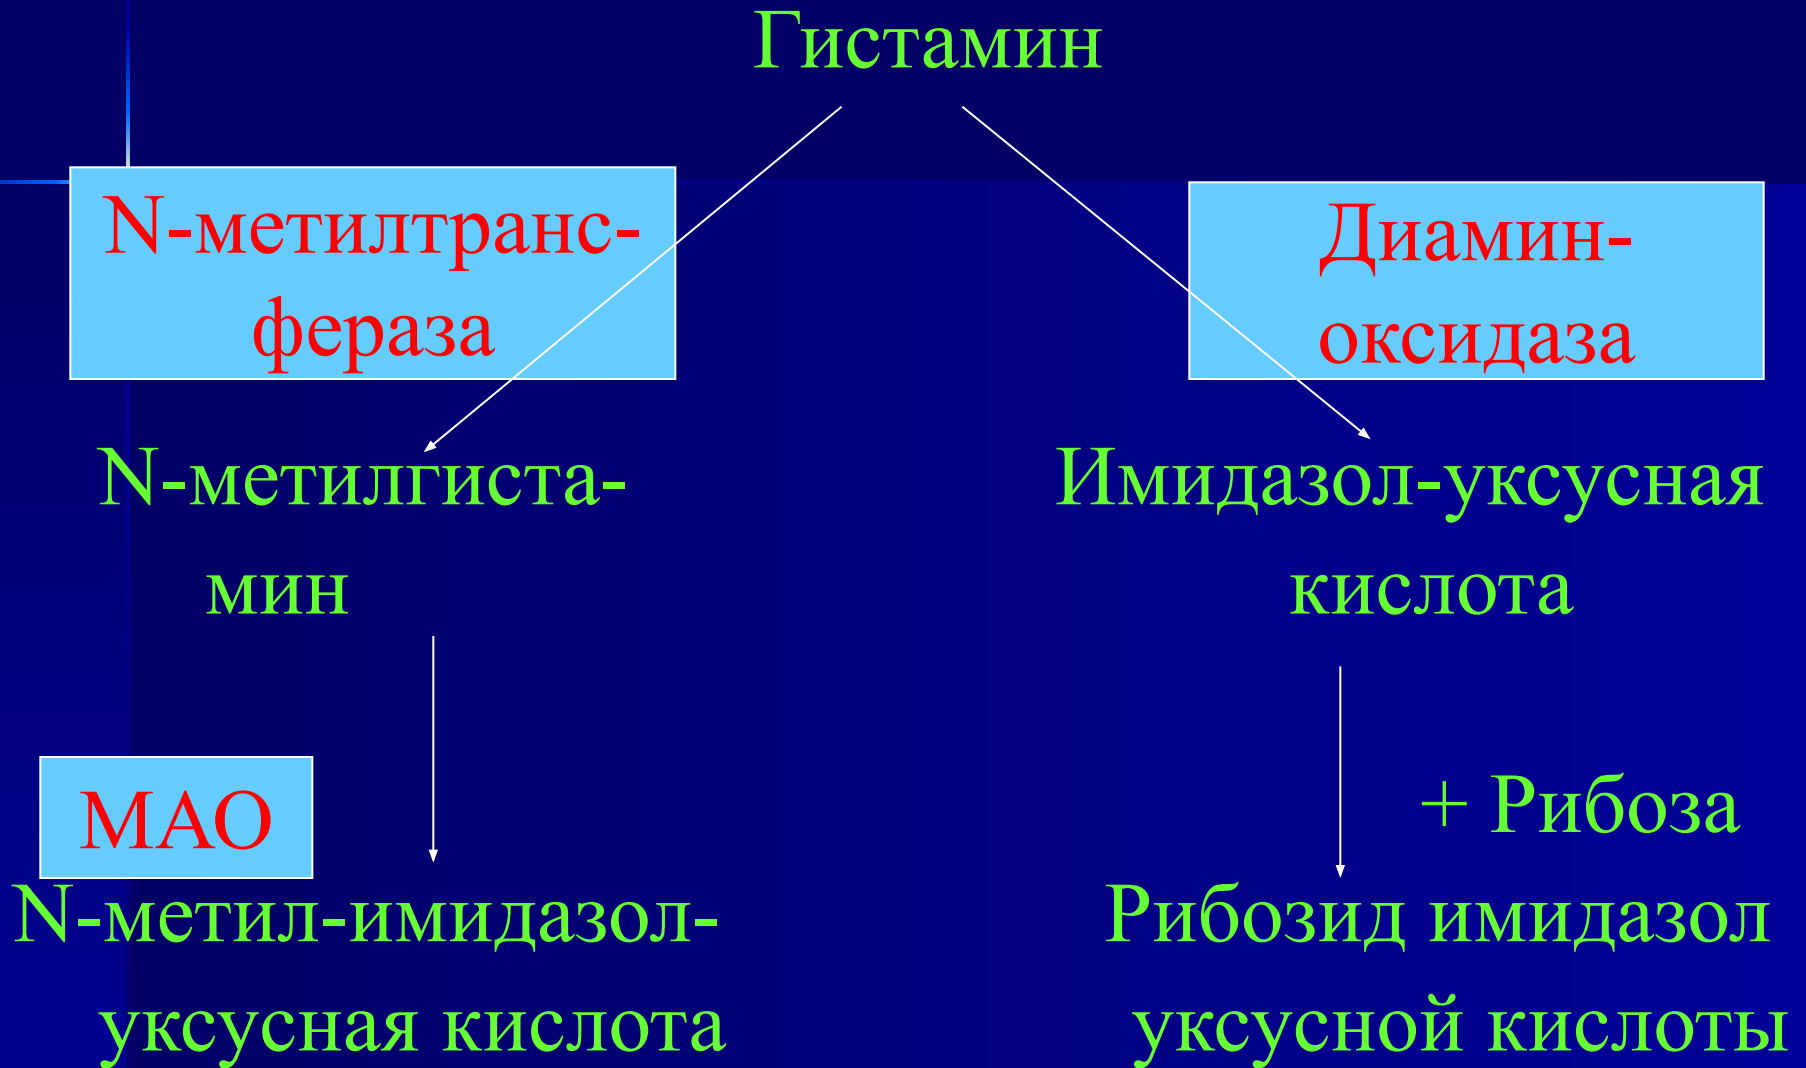 Гистамин
N-метилтранс-
фераза
Диамин-
оксидаза
N-метилгиста-
мин
Имидазол-уксусная
кислота
МАО
+ Рибоза
N-метил-имидазол-
уксусная кислота
Рибозид имидазол
уксусной кислоты